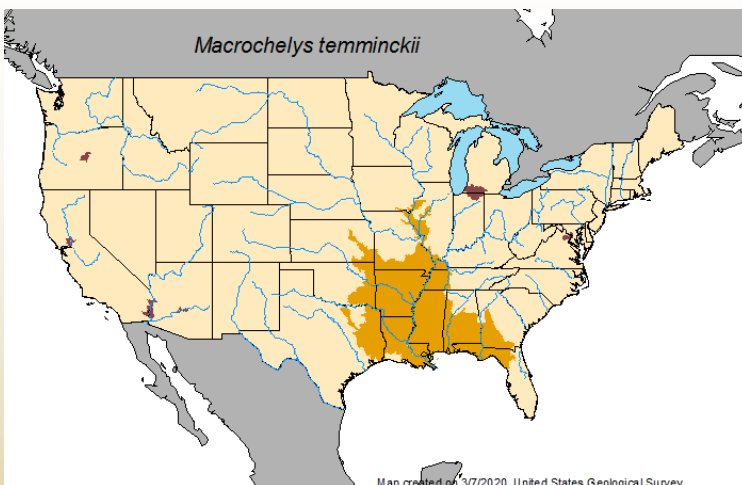 Macrochelys temminckii
Map created on 3/7/2020. United States Geological Survey